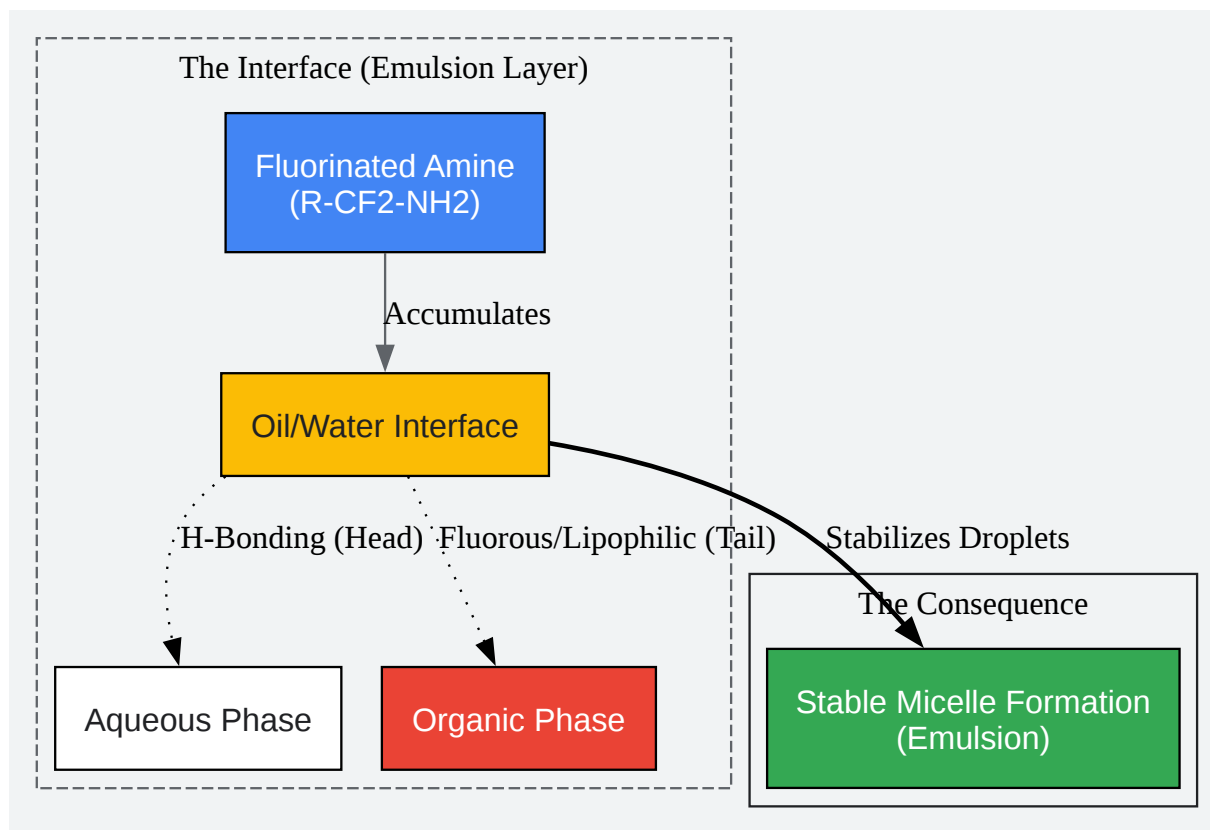 The Interface (Emulsion Layer)
Fluorinated Amine
(R-CF2-NH2)
Accumulates
Oil/Water Interface
H-Bonding (Head)
Fluorous/Lipophilic (Tail)
Stabilizes Droplets
The Consequence
Aqueous Phase
Organic Phase
Stable Micelle Formation
(Emulsion)